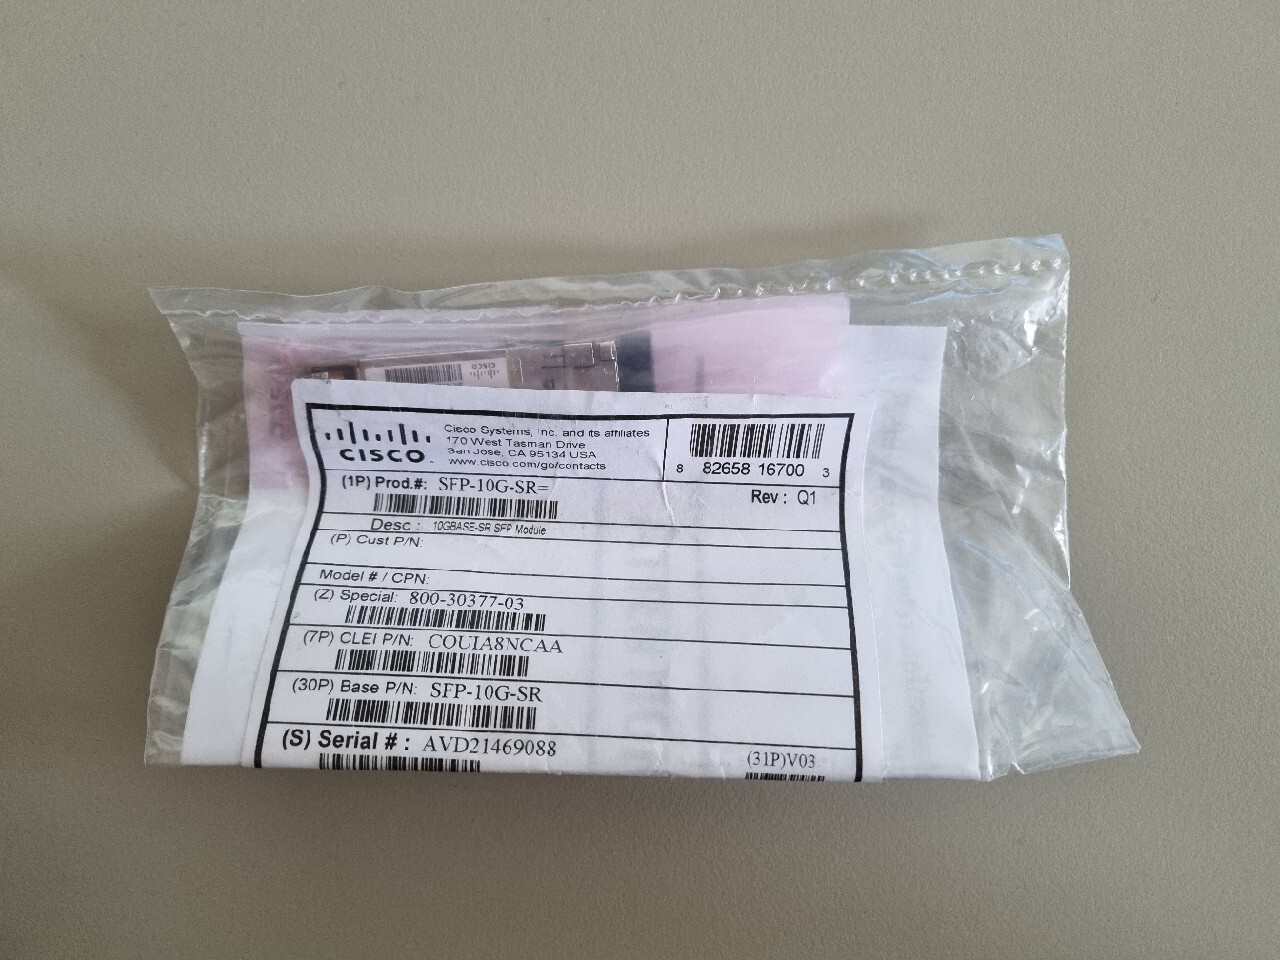 CISCO
Cisco Systems, Inc. and its affiliates
170 West Tasman Drive
San Jose, CA 95134 USA
www.cisco.com/go/contacts
8 82658 16700 3
(1P) Prod.#: SFP-10G-SR=
Rev : Q1
Desc : 10GBASE-SR SFP Module
(P) Cust P/N:
Model # / CPN:
(Z) Special: 800-30377-03
(7P) CLEI P/N: COUIA8NCAA
(30P) Base P/N: SFP-10G-SR
(S) Serial # : AVD21469088
(31P)V03
CISCO